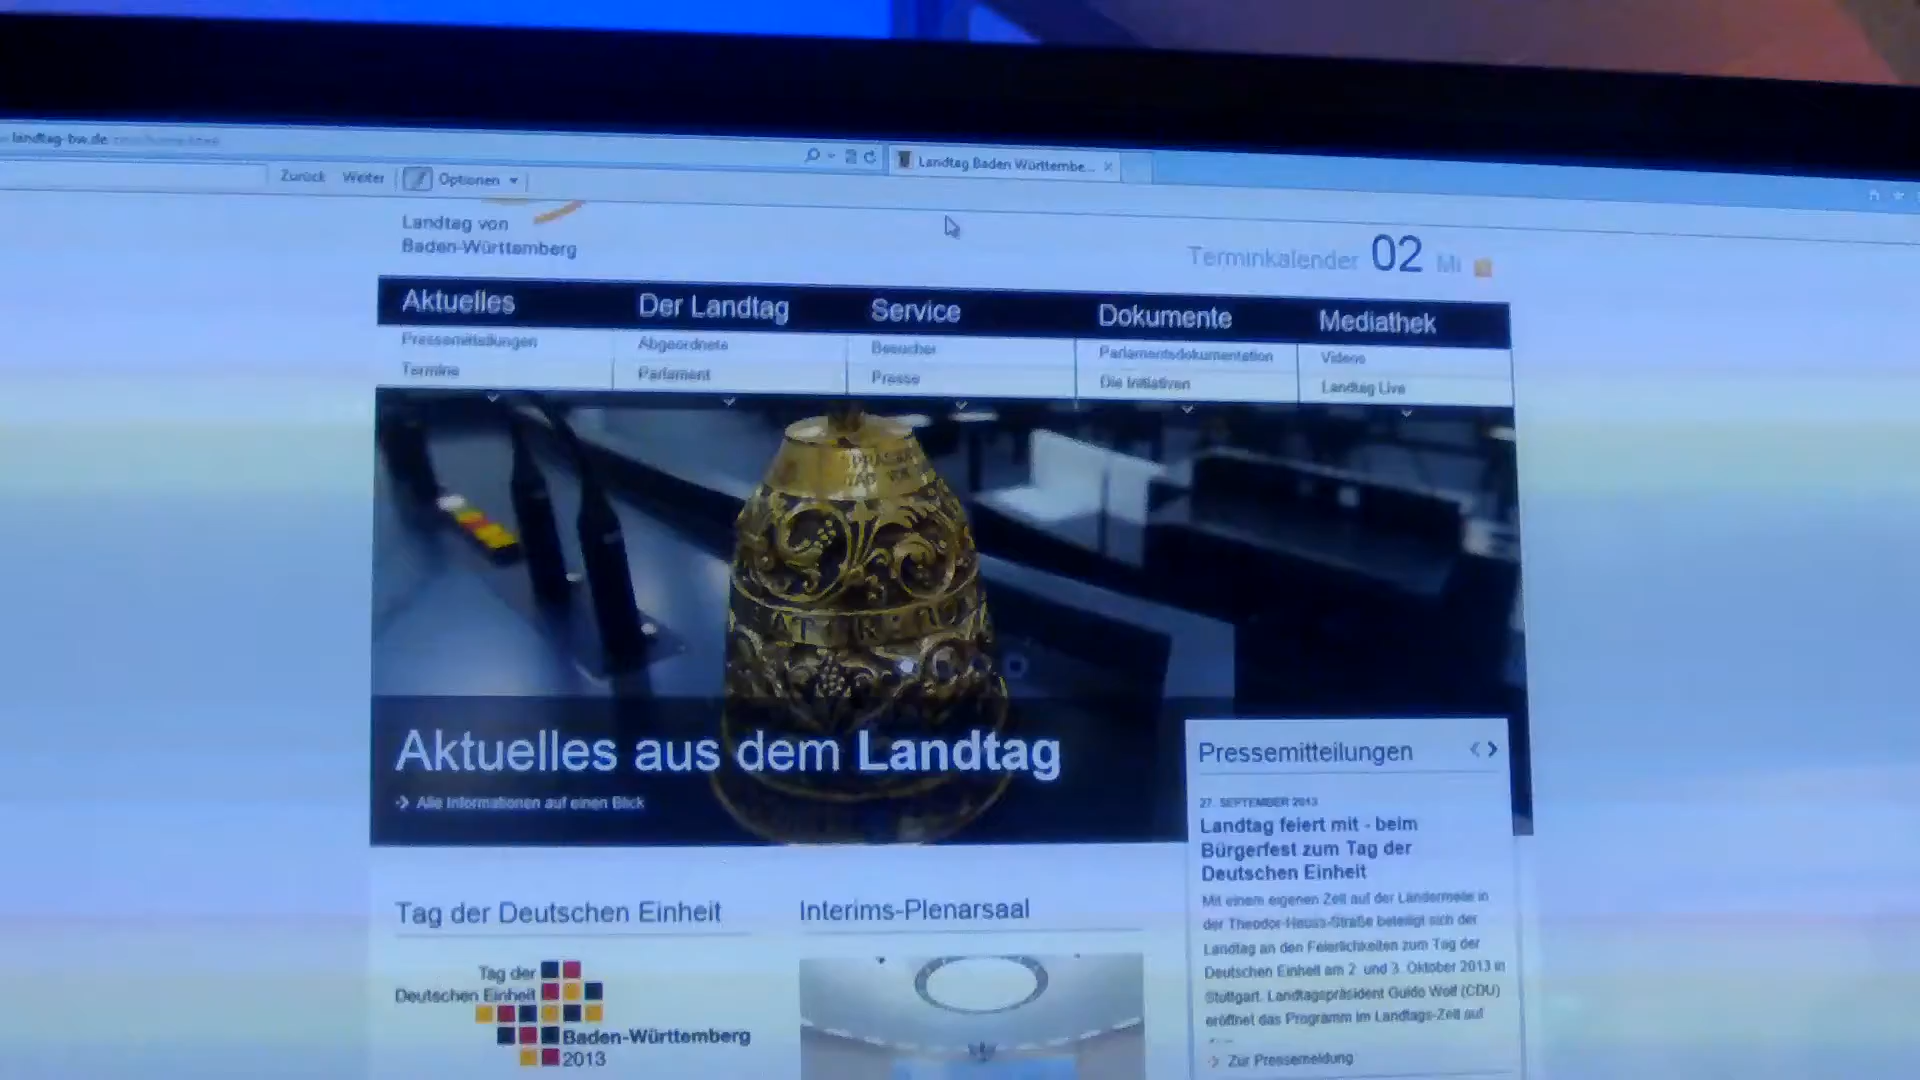 landtag-bw.de
Landtag Baden Württembe...
Zurück Weiter Optionen
Landtag von
Baden-Württemberg
Terminkalender 02 Mi
Aktuelles Der Landtag Service Dokumente Mediathek
Pressemitteilungen Abgeordnete Besucher Parlamentsdokumentation Videos
Termine Parlament Presse Die Initiativen Landtag Live
Aktuelles aus dem Landtag
Alle Informationen auf einen Blick
Pressemitteilungen
27. SEPTEMBER 2013
Landtag feiert mit - beim
Bürgerfest zum Tag der
Deutschen Einheit
Mit einem eigenen Zelt auf der Ländermeile in
der Theodor-Heuss-Straße beteiligt sich der
Landtag an den Feierlichkeiten zum Tag der
Deutschen Einheit am 2. und 3. Oktober 2013 in
Stuttgart. Landtagspräsident Guido Wolf (CDU)
eröffnet das Programm im Landtags-Zelt auf
Zur Pressemeldung
Tag der Deutschen Einheit
Tag der
Deutschen Einheit
Baden-Württemberg
2013
Interims-Plenarsaal